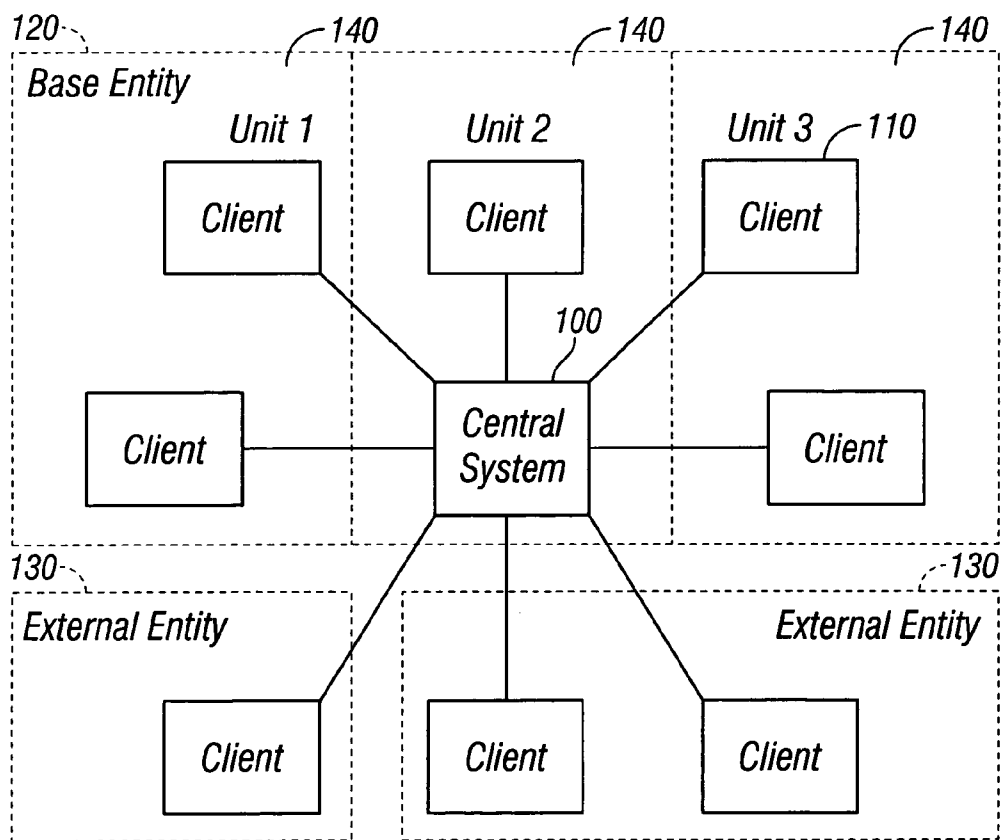 120
140
140
140
Base Entity
Unit 1
Unit 2
Unit 3
110
Client
Client
Client
100
Client
Central
System
Client
130
130
External Entity
External Entity
Client
Client
Client